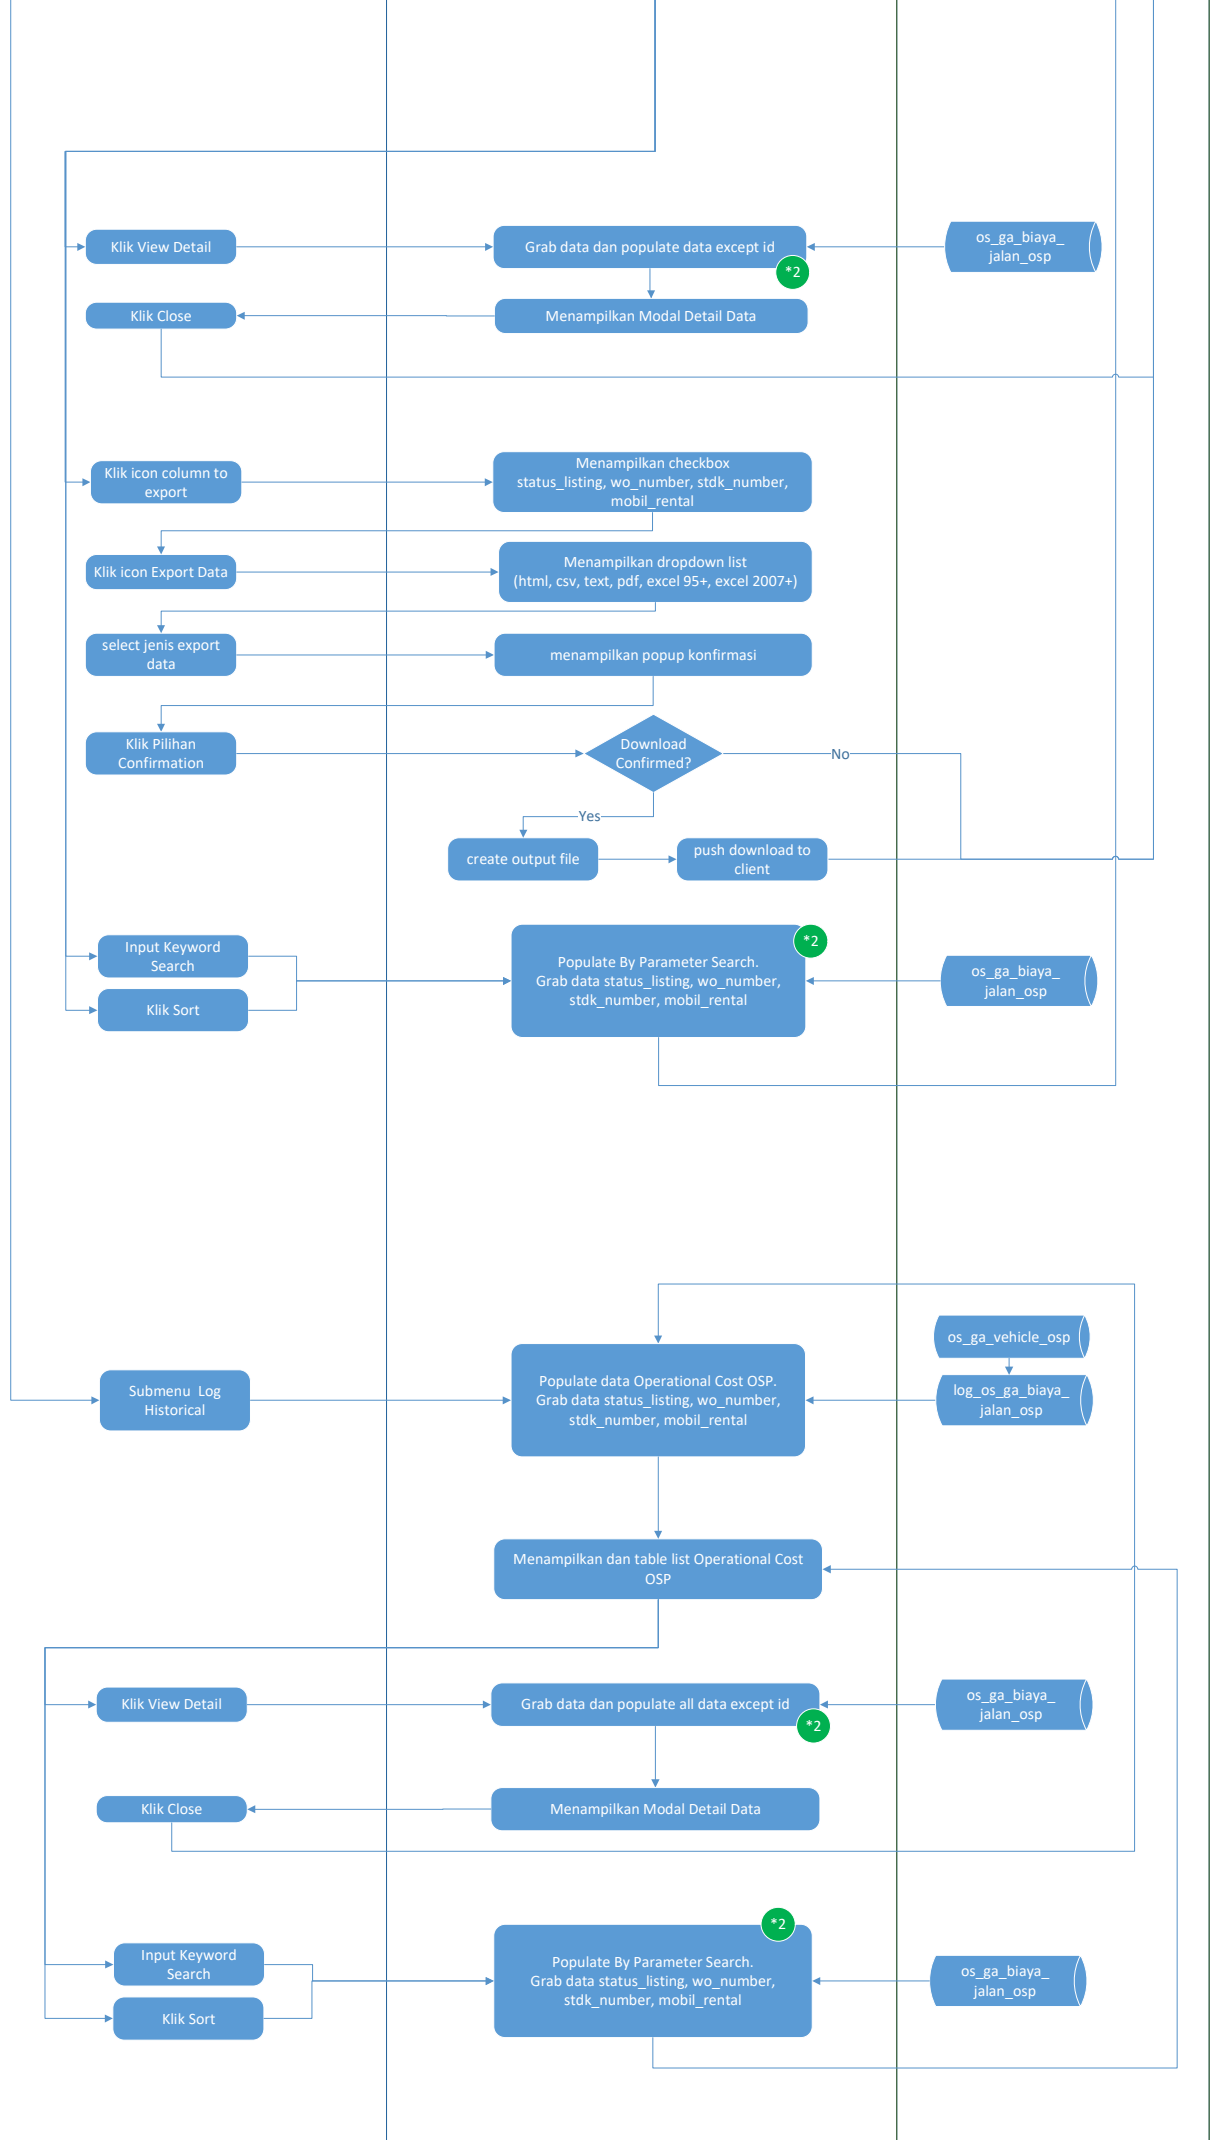 Klik View Detail
Grab data dan populate data except id
*2
os_ga_biaya_
jalan_osp
Klik Close
Menampilkan Modal Detail Data
Klik icon column to
export
Menampilkan checkbox
status_listing, wo_number, stdk_number,
mobil_rental
Klik icon Export Data
Menampilkan dropdown list
(html, csv, text, pdf, excel 95+, excel 2007+)
select jenis export
data
menampilkan popup konfirmasi
Klik Pilihan
Confirmation
Download
Confirmed?
No
Yes
create output file
push download to
client
Input Keyword
Search
Klik Sort
*2
Populate By Parameter Search.
Grab data status_listing, wo_number,
stdk_number, mobil_rental
os_ga_biaya_
jalan_osp
os_ga_vehicle_osp
Submenu  Log
Historical
Populate data Operational Cost OSP.
Grab data status_listing, wo_number,
stdk_number, mobil_rental
log_os_ga_biaya_
jalan_osp
Menampilkan dan table list Operational Cost
OSP
Klik View Detail
Grab data dan populate all data except id
*2
os_ga_biaya_
jalan_osp
Klik Close
Menampilkan Modal Detail Data
Input Keyword
Search
Klik Sort
*2
Populate By Parameter Search.
Grab data status_listing, wo_number,
stdk_number, mobil_rental
os_ga_biaya_
jalan_osp